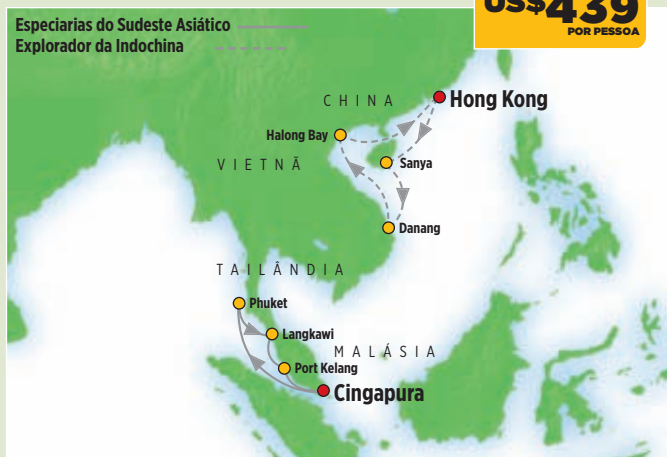 Especiarias do Sudeste Asiático
Explorador da Indochina
US$439
POR PESSOA
CHINA
Hong Kong
Halong Bay
VIETNÃ
Sanya
Danang
TAILÂNDIA
Phuket
Langkawi
MALÁSIA
Port Kelang
Cingapura